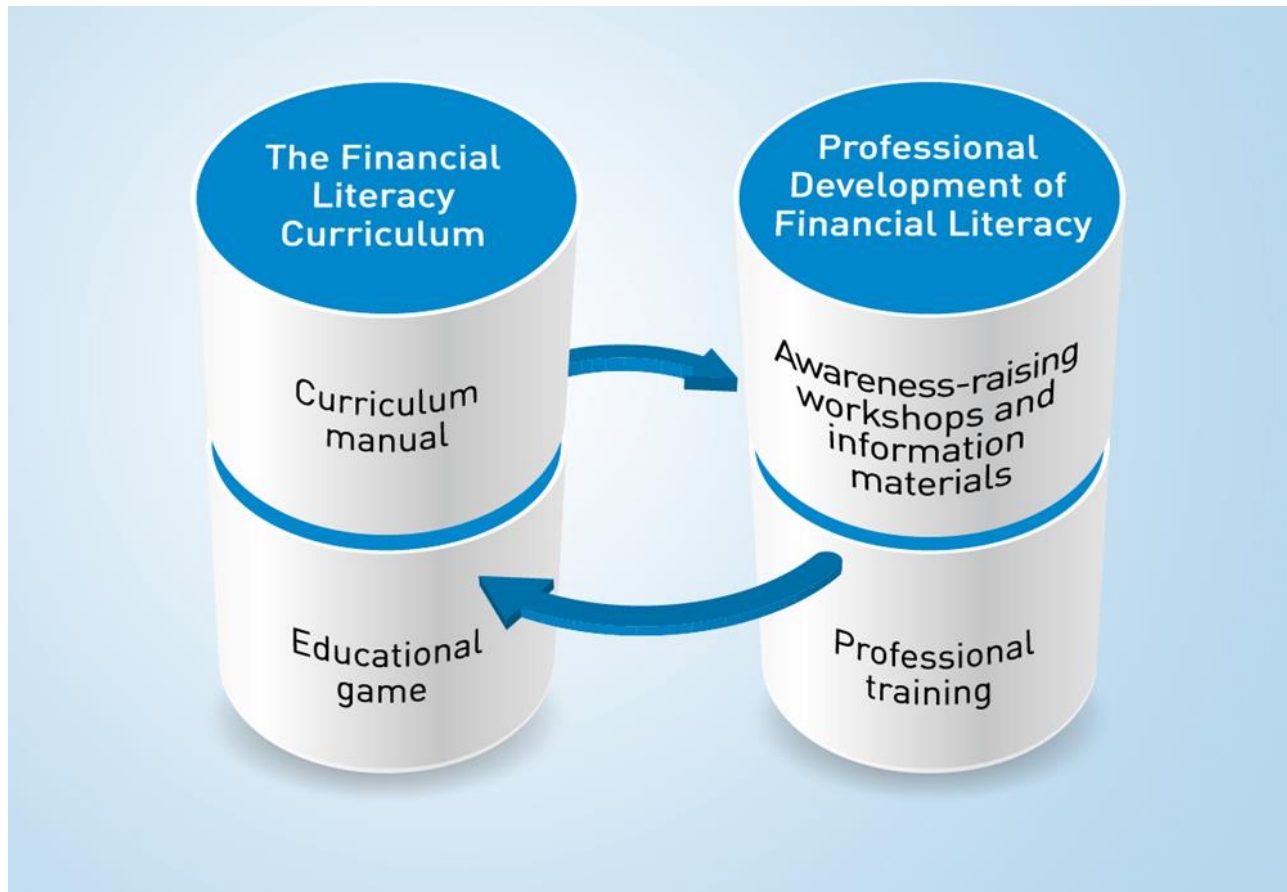 The Financial
Literacy
Curriculum
Curriculum
manual
Educational
game
Professional
Development of
Financial Literacy
Awareness-raising
workshops and
information
materials
Professional
training